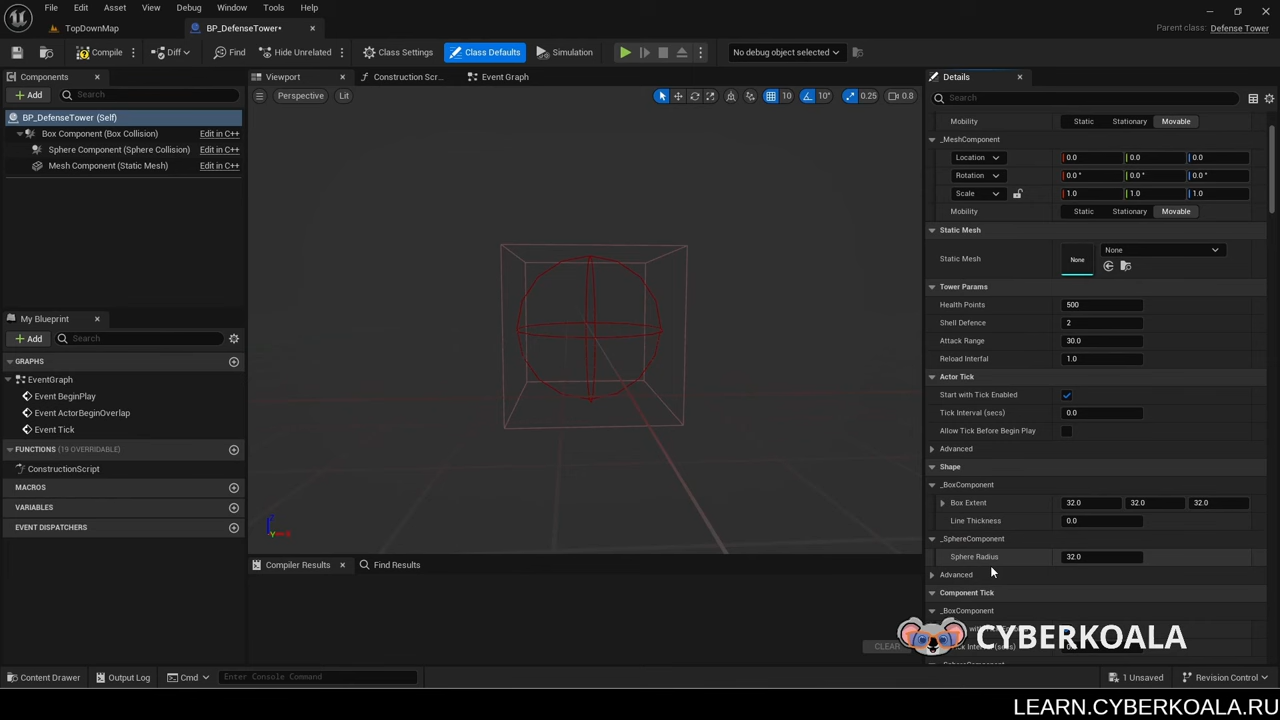 File Edit Asset View Debug Window Tools Help
TopDownMap BP_DefenseTower* Parent class: Defense Tower
Compile Diff Find Hide Unrelated Class Settings Class Defaults Simulation No debug object selected
Components Viewport Construction Scr... Event Graph Details
Add Search Perspective Lit 10 10° 0.25 0.8 Search
BP_DefenseTower (Self) Mobility Static Stationary Movable
Box Component (Box Collision) Edit in C++ _MeshComponent
Sphere Component (Sphere Collision) Edit in C++ Location 0.0 0.0 0.0
Mesh Component (Static Mesh) Edit in C++ Rotation 0.0 ° 0.0 ° 0.0 °
Scale 1.0 1.0 1.0
Mobility Static Stationary Movable
Static Mesh
Static Mesh None None
Tower Params
Health Points 500
My Blueprint Shell Defence 2
Add Search Attack Range 30.0
GRAPHS Reload Interfal 1.0
EventGraph Actor Tick
Event BeginPlay Start with Tick Enabled
Event ActorBeginOverlap Tick Interval (secs) 0.0
Event Tick Allow Tick Before Begin Play
FUNCTIONS (19 OVERRIDABLE) Advanced
ConstructionScript Shape
MACROS _BoxComponent
VARIABLES Box Extent 32.0 32.0 32.0
EVENT DISPATCHERS Line Thickness 0.0
_SphereComponent
Compiler Results Find Results Sphere Radius 32.0
Advanced
Component Tick
_BoxComponent
CYBERKOALA
CLEAR
Content Drawer Output Log Cmd Enter Console Command 1 Unsaved Revision Control
LEARN.CYBERKOALA.RU